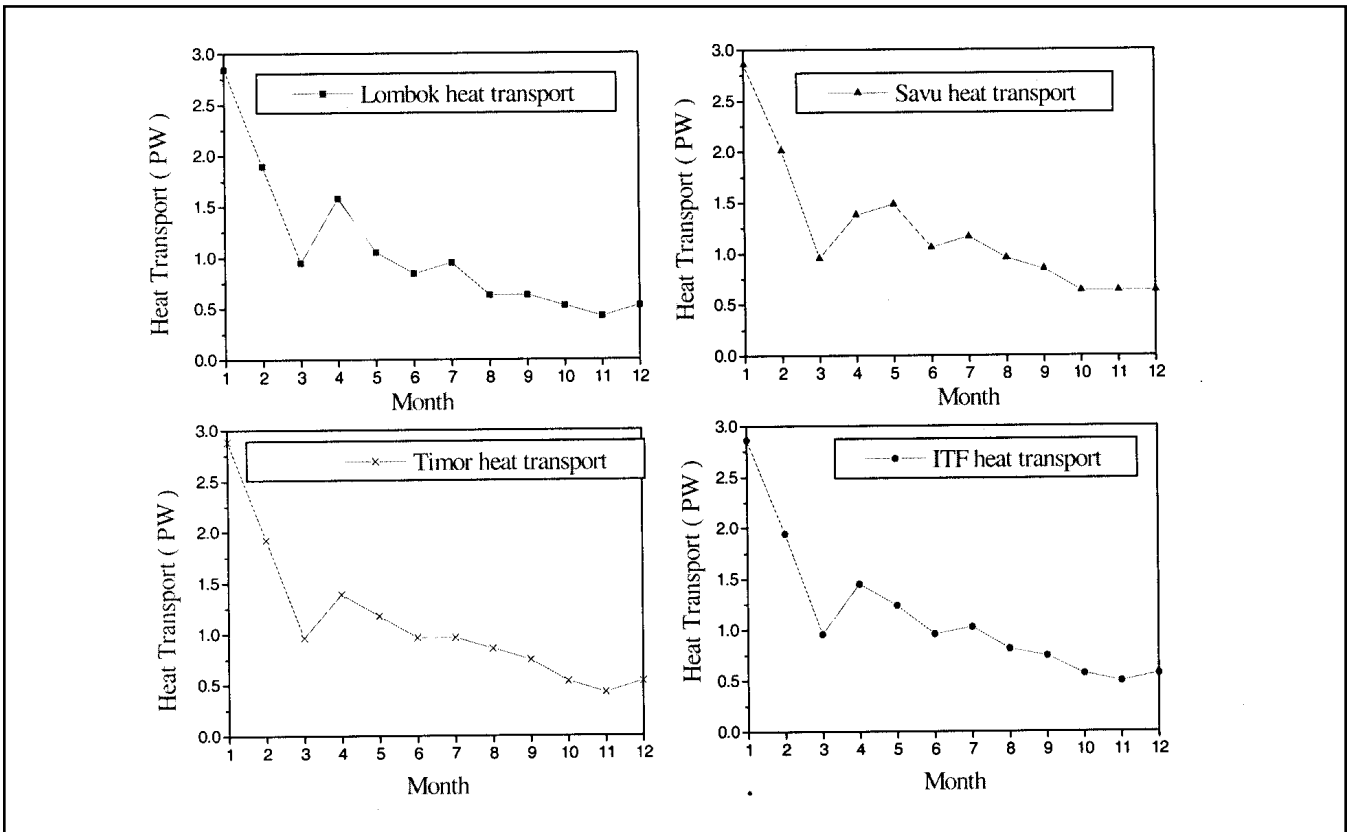 Lombok heat transport
Heat Transport ( PW )
3.0
2.5
2.0
1.5
1.0
0.5
0.0
1 2 3 4 5 6 7 8 9 10 11 12
Month
Savu heat transport
Heat Transport ( PW )
3.0
2.5
2.0
1.5
1.0
0.5
0.0
1 2 3 4 5 6 7 8 9 10 11 12
Month
Timor heat transport
Heat Transport ( PW )
3.0
2.5
2.0
1.5
1.0
0.5
0.0
1 2 3 4 5 6 7 8 9 10 11 12
Month
ITF heat transport
Heat Transport ( PW )
3.0
2.5
2.0
1.5
1.0
0.5
0.0
1 2 3 4 5 6 7 8 9 10 11 12
Month